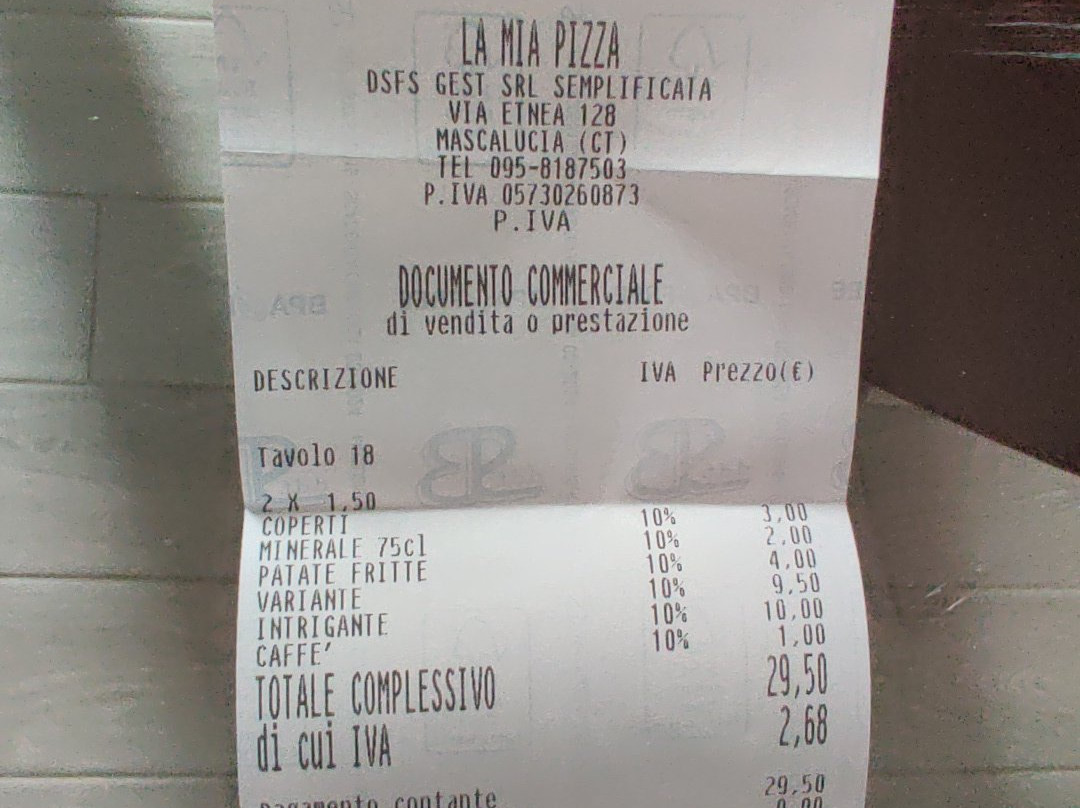 LA MIA PIZZA
DSFS GEST SRL SEMPLIFICATA
VIA ETNEA 128
MASCALUCIA (CT)
TEL 095-8187503
P.IVA 05730260873
P.IVA
DOCUMENTO COMMERCIALE
di vendita o prestazione
DESCRIZIONE IVA Prezzo(€)
Tavolo 18
2 X 1,50
COPERTI 10% 3,00
MINERALE 75cl 10% 2,00
PATATE FRITTE 10% 4,00
VARIANTE 10% 9,50
INTRIGANTE 10% 10,00
CAFFE' 10% 1,00
TOTALE COMPLESSIVO 29,50
di cui IVA 2,68
Pagamento contante 29,50